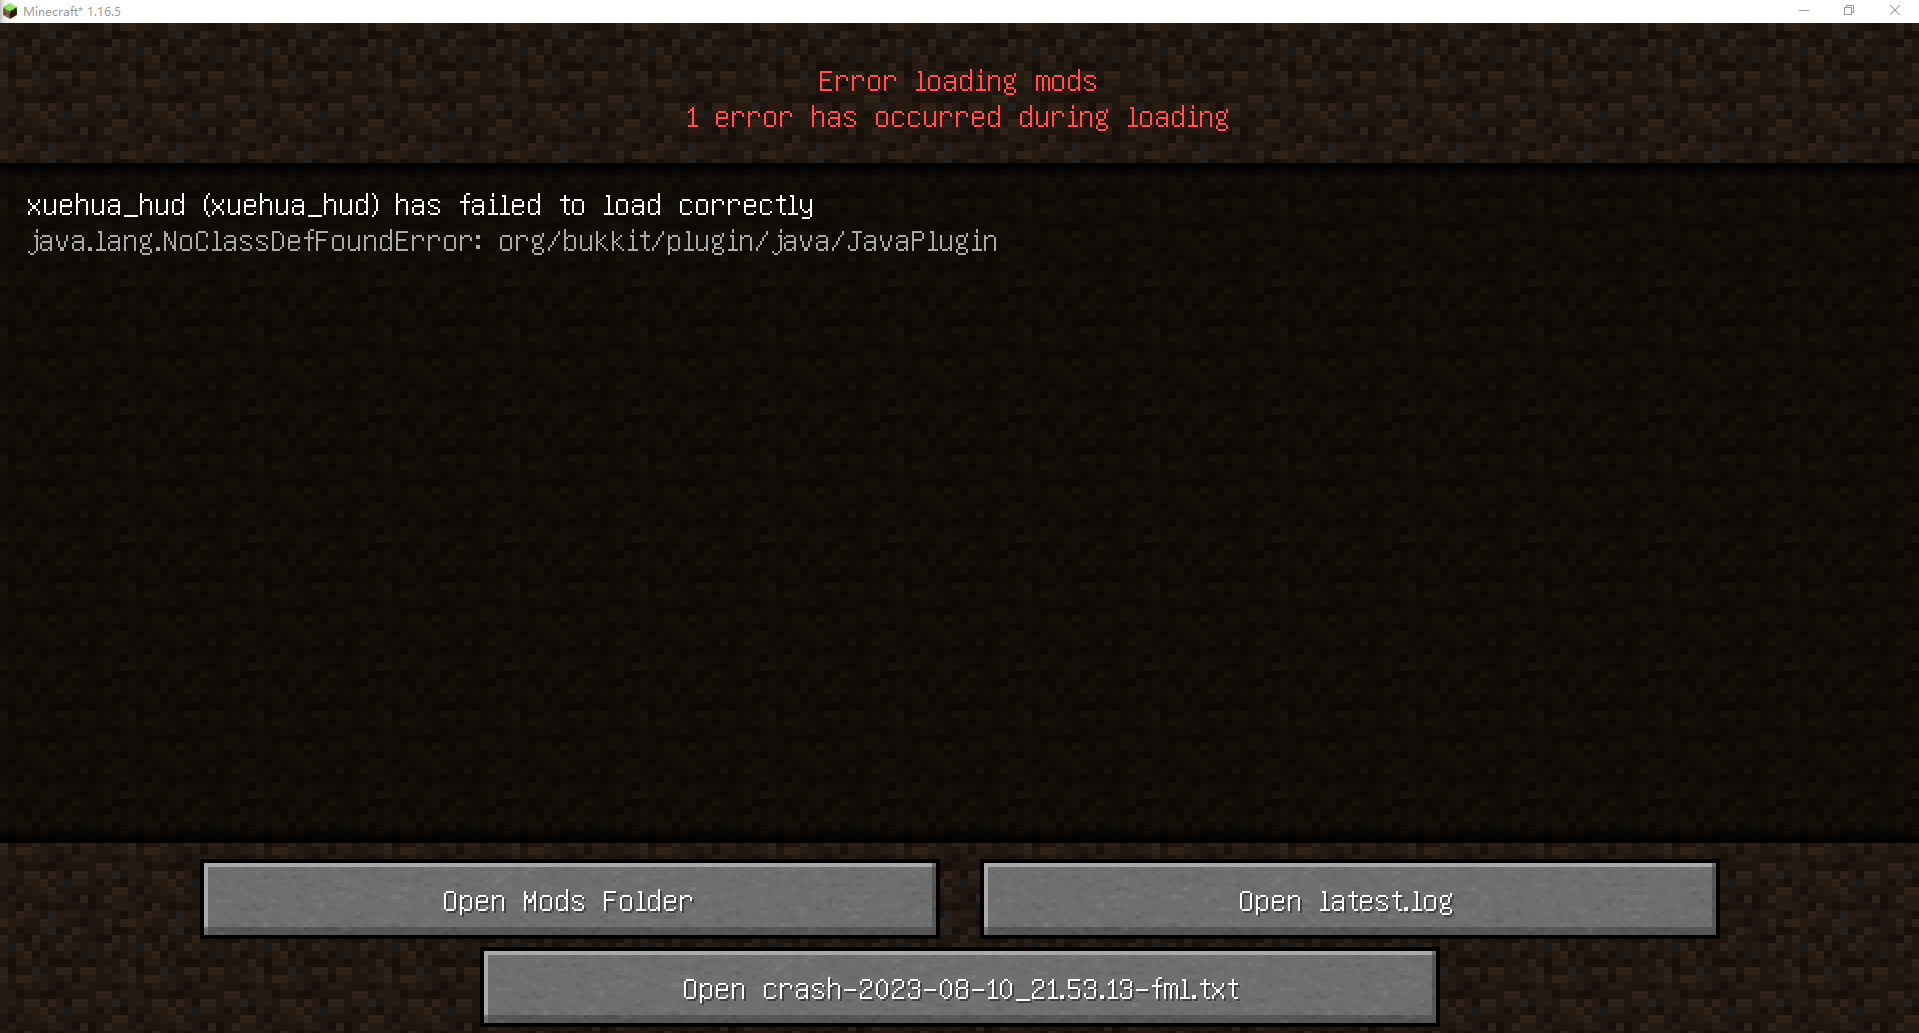 Minecraft* 1.16.5
Error loading mods
1 error has occurred during loading
xuehua_hud (xuehua_hud) has failed to load correctly
java.lang.NoClassDefFoundError: org/bukkit/plugin/java/JavaPlugin
Open Mods Folder
Open latest.log
Open crash-2023-08-10_21.53.13-fml.txt